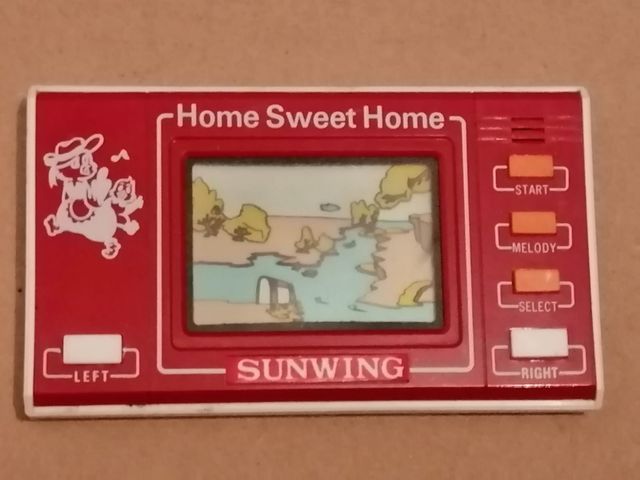 Home Sweet Home
START
MELODY
SELECT
LEFT
RIGHT
SUNWING